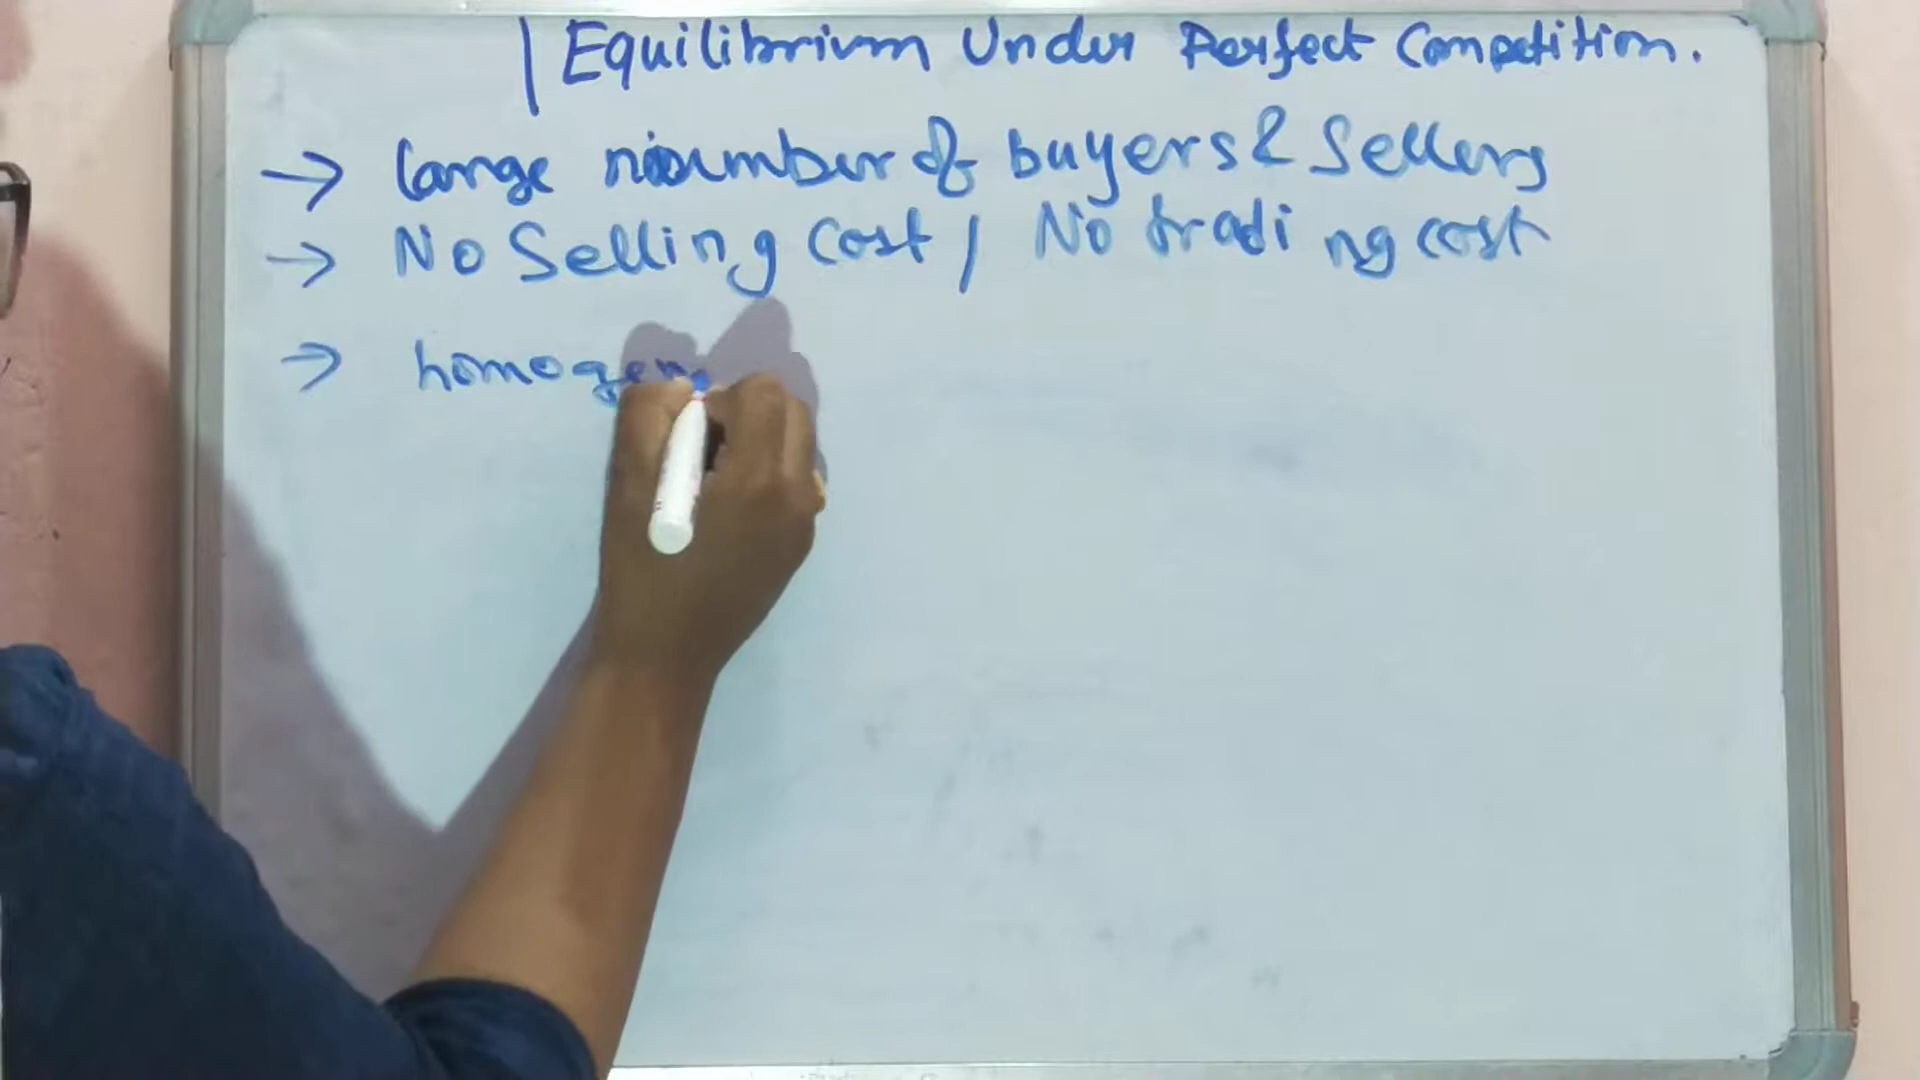 | Equilibrium Under Perfect Competition.
→ large number of buyers & Sellers
→ No Selling Cost / No trading cost
→ homogen